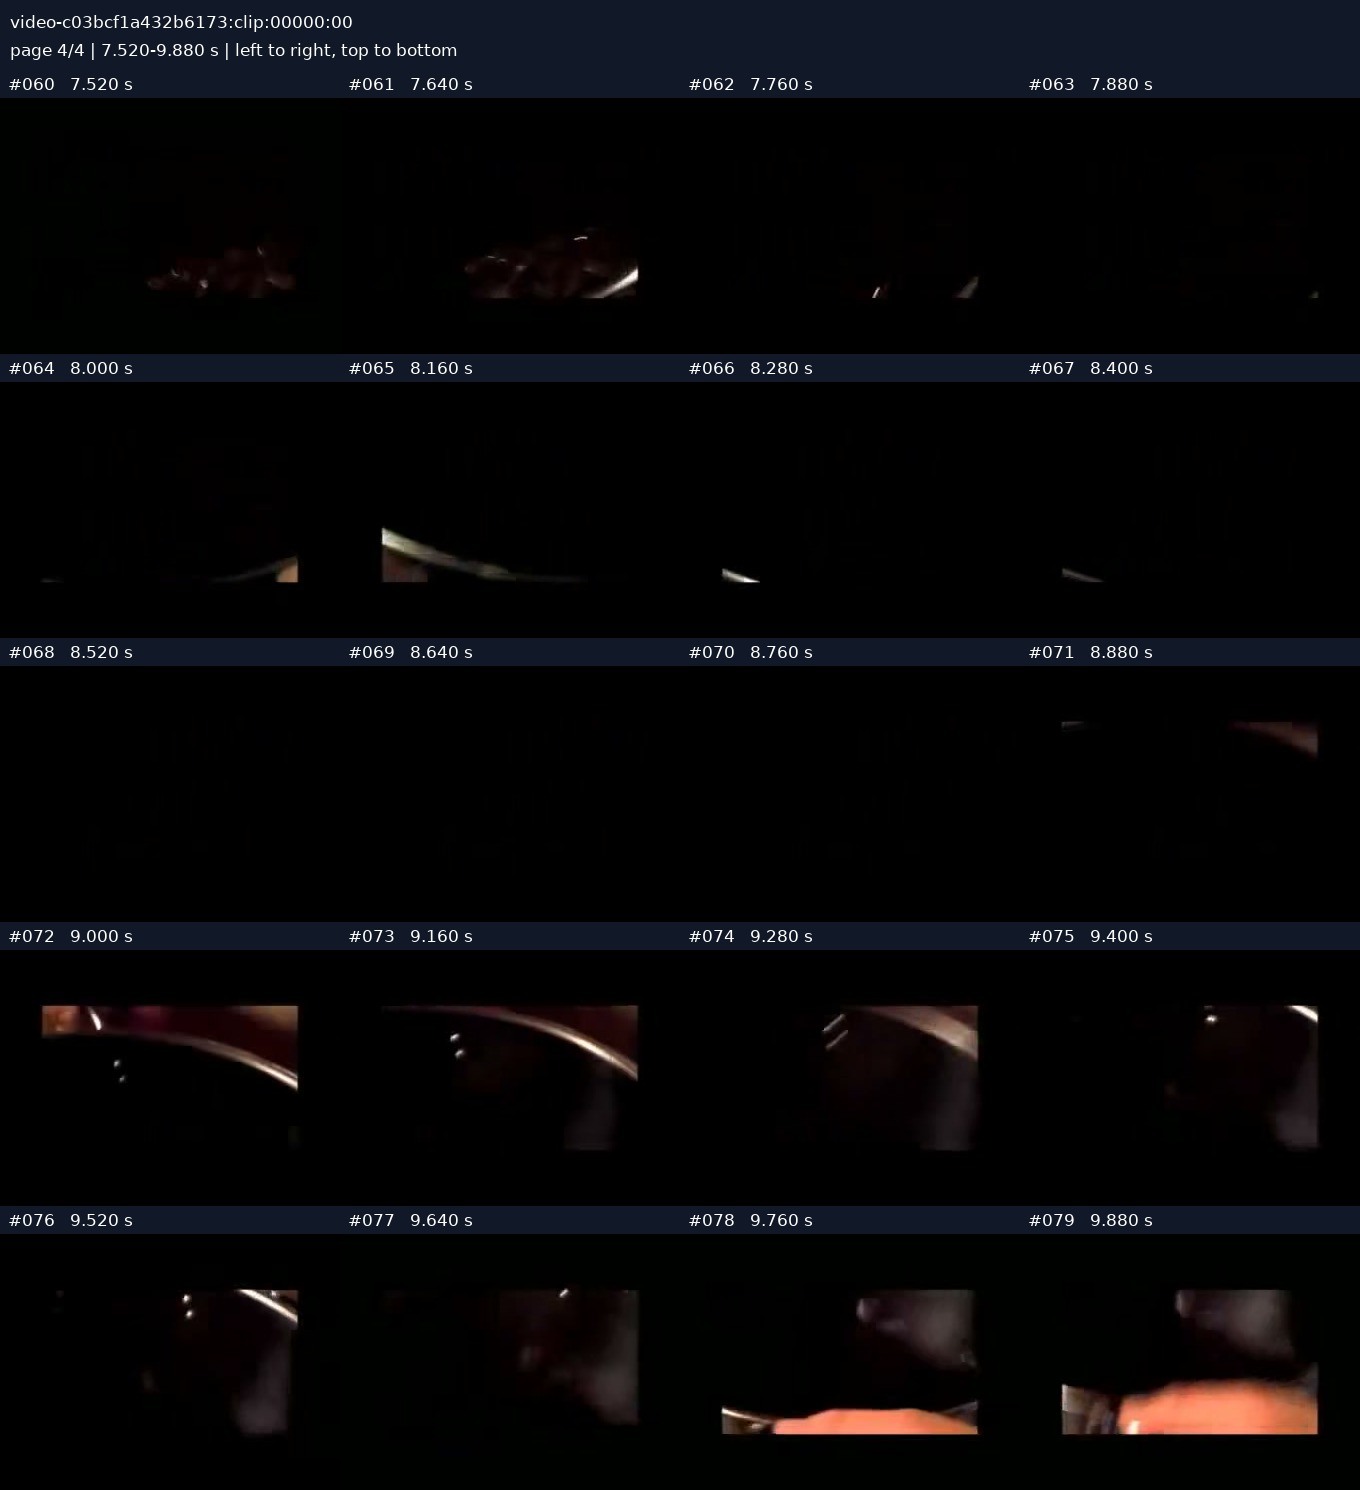 video-c03bcf1a432b6173:clip:00000:00
page 4/4 | 7.520-9.880 s | left to right, top to bottom
#060 7.520 s
#061 7.640 s
#062 7.760 s
#063 7.880 s
#064 8.000 s
#065 8.160 s
#066 8.280 s
#067 8.400 s
#068 8.520 s
#069 8.640 s
#070 8.760 s
#071 8.880 s
#072 9.000 s
#073 9.160 s
#074 9.280 s
#075 9.400 s
#076 9.520 s
#077 9.640 s
#078 9.760 s
#079 9.880 s